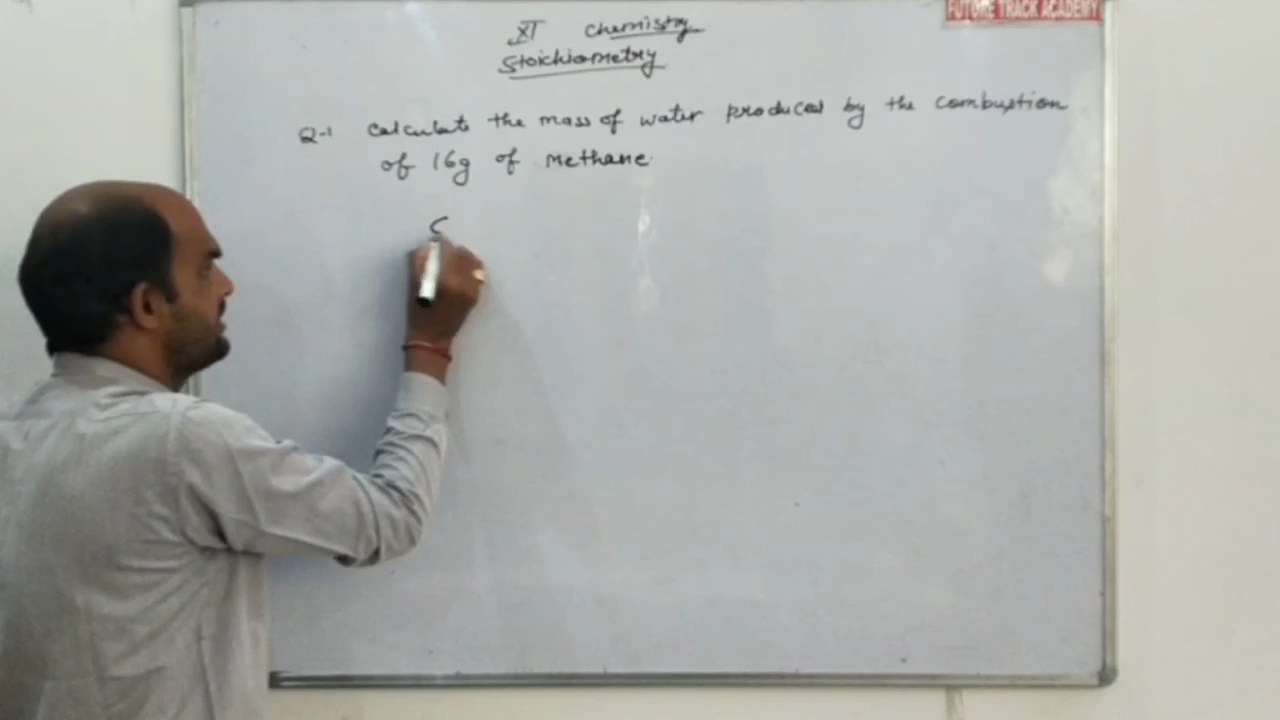 XI Chemistry
Stoichiometry
FUTURE TRACK ACADEMY
Q-1 Calculate the mass of water produced by the combustion
of 16g of Methane.
C